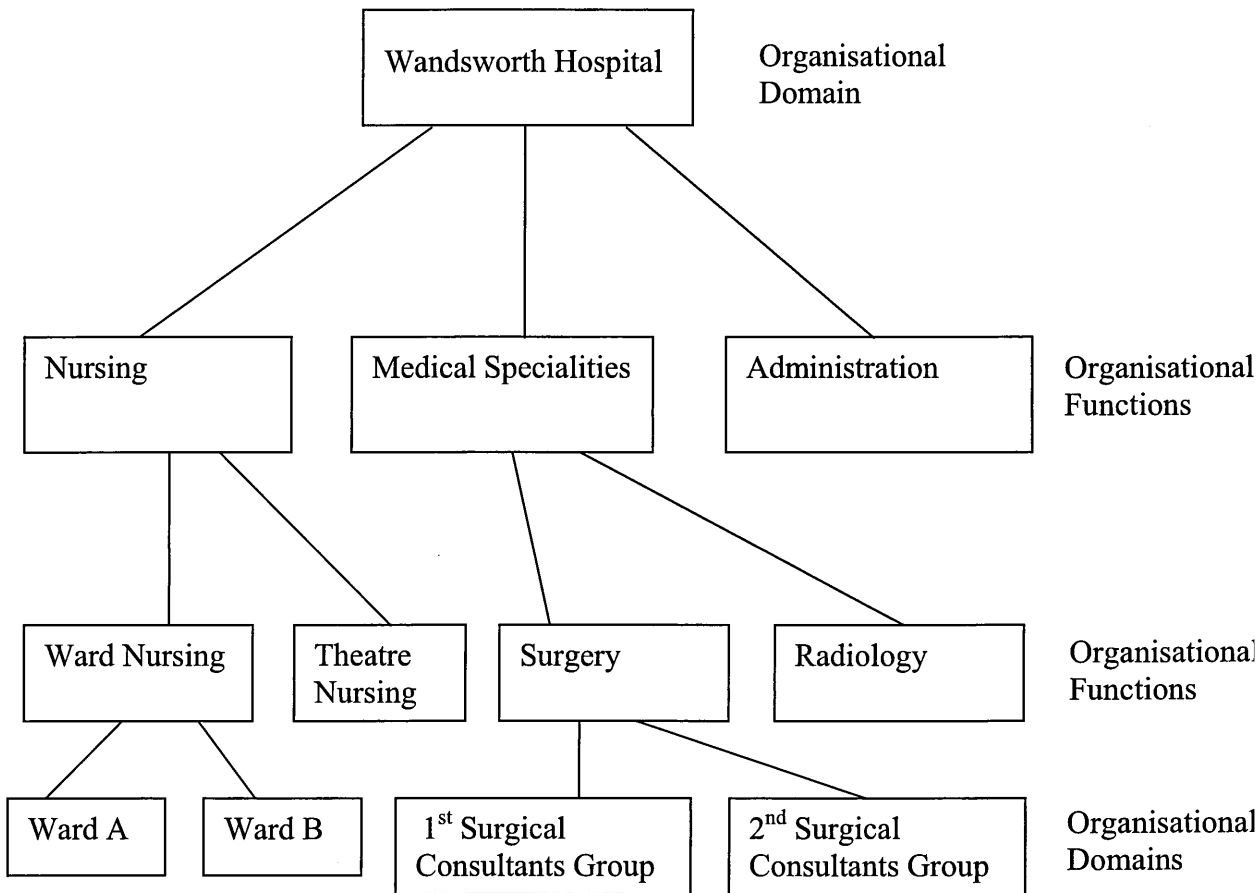 Wandsworth Hospital
Organisational
Domain
Nursing
Medical Specialities
Administration
Organisational
Functions
Ward Nursing
Theatre
Nursing
Surgery
Radiology
Organisational
Functions
Ward A
Ward B
1st Surgical
Consultants Group
2nd Surgical
Consultants Group
Organisational
Domains